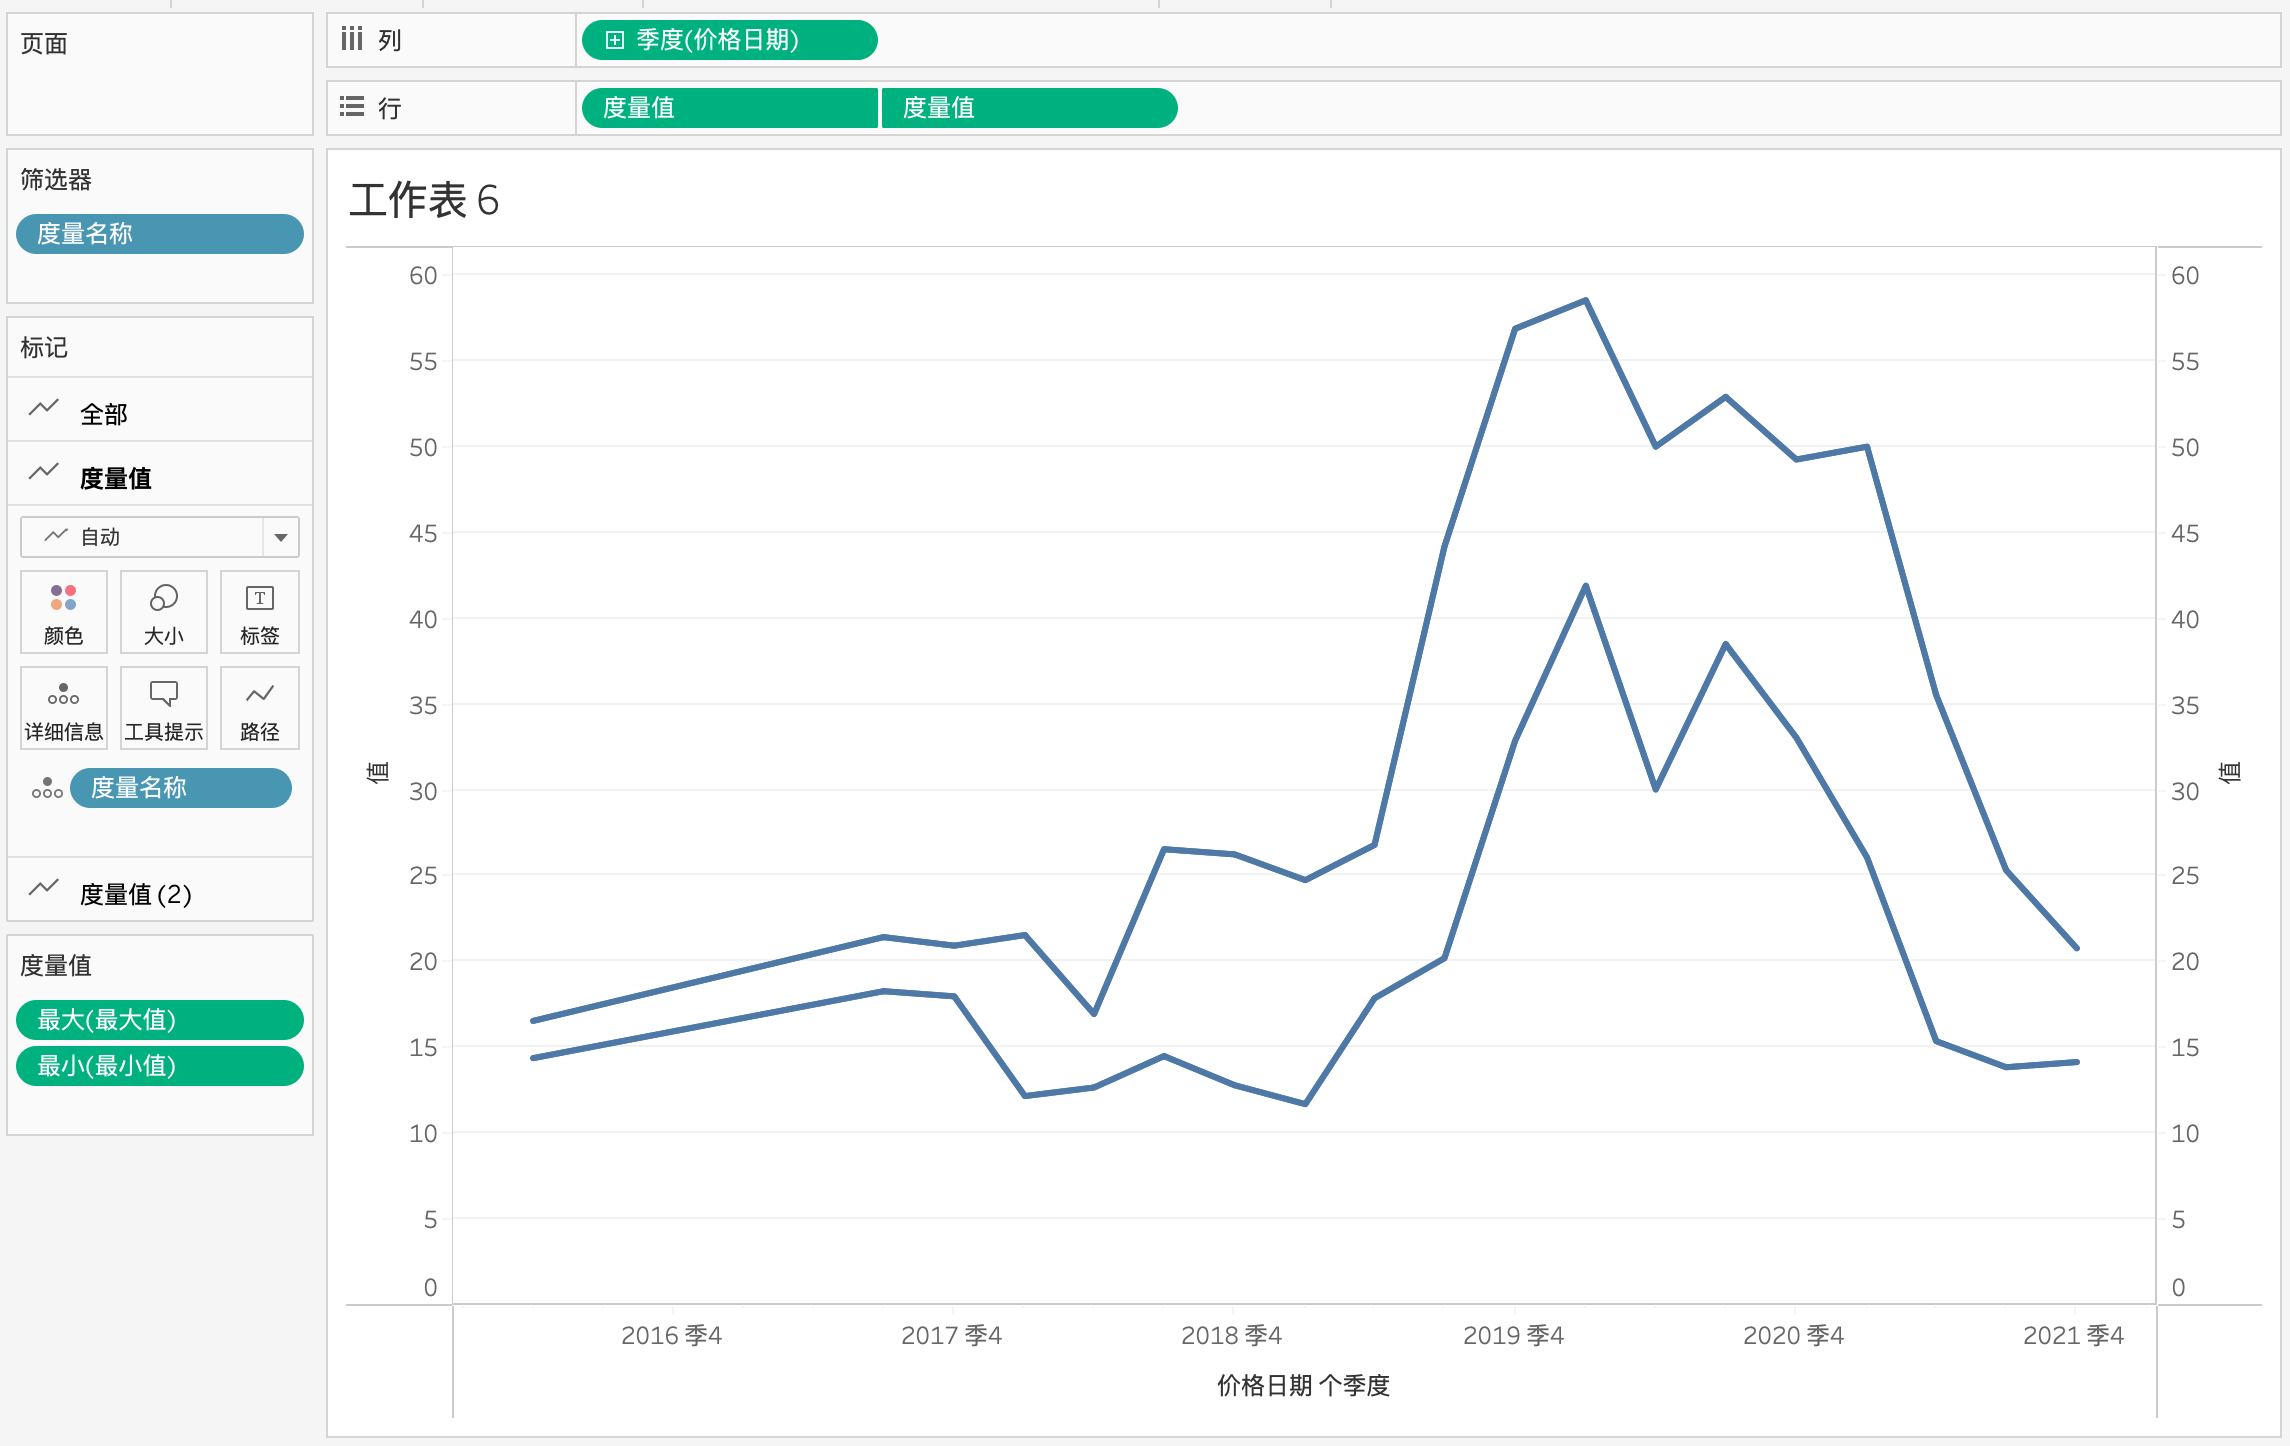 页面
列
季度(价格日期)
行
度量值
度量值
筛选器
度量名称
标记
全部
度量值
自动
颜色
大小
T
标签
详细信息
工具提示
路径
度量名称
度量值 (2)
度量值
最大(最大值)
最小(最小值)
工作表 6
60
55
50
45
40
35
30
25
20
15
10
5
0
值
60
55
50
45
40
35
30
25
20
15
10
5
0
值
2016 季4
2017 季4
2018 季4
2019 季4
2020 季4
2021 季4
价格日期 个季度